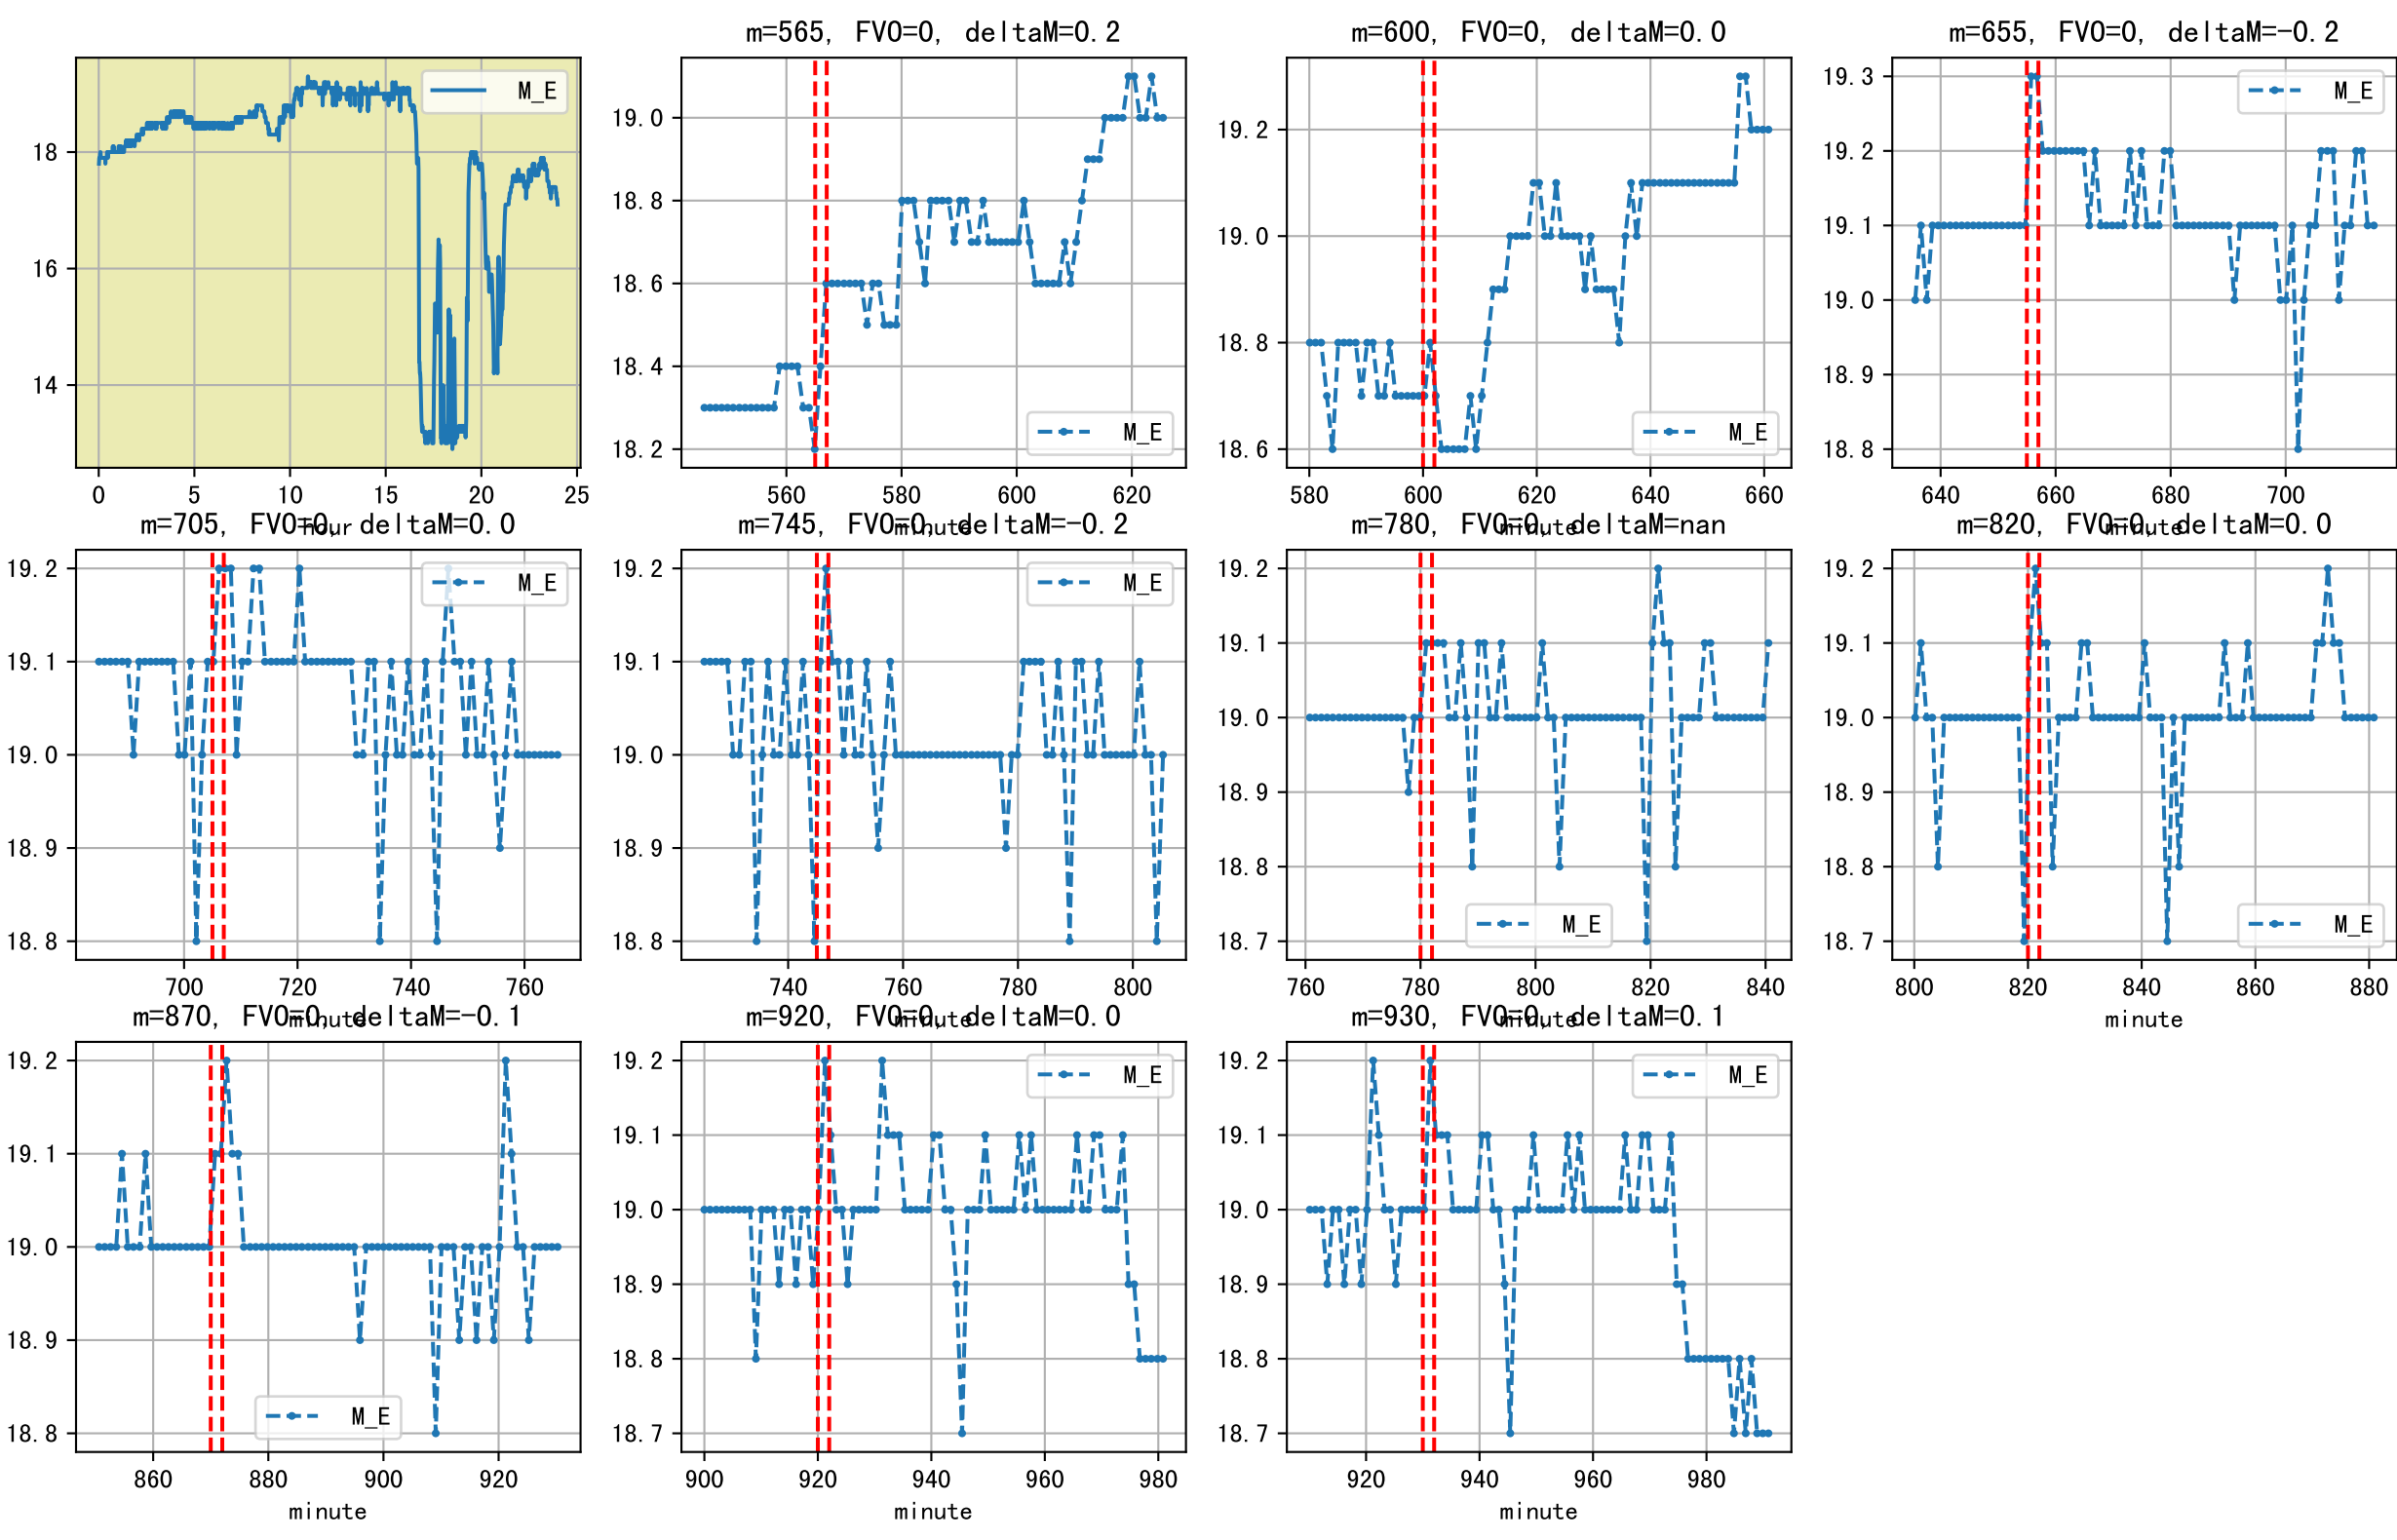 m=565, FVO=0, deltaM=0.2
m=600, FVO=0, deltaM=0.0
m=655, FVO=0, deltaM=-0.2
M_E
18
16
14
0 5 10 15 20 25
hour
M_E
19.0
18.8
18.6
18.4
18.2
560 580 600 620
minute
M_E
19.2
19.0
18.8
18.6
580 600 620 640 660
minute
M_E
19.3
19.2
19.1
19.0
18.9
18.8
640 660 680 700
minute
m=705, FVO=0, deltaM=0.0
m=745, FVO=0, deltaM=-0.2
m=780, FVO=0, deltaM=nan
m=820, FVO=0, deltaM=0.0
M_E
19.2
19.1
19.0
18.9
18.8
700 720 740 760
minute
M_E
19.2
19.1
19.0
18.9
18.8
740 760 780 800
minute
M_E
19.2
19.1
19.0
18.9
18.8
18.7
760 780 800 820 840
minute
M_E
19.2
19.1
19.0
18.9
18.8
18.7
800 820 840 860 880
minute
m=870, FVO=0, deltaM=-0.1
m=920, FVO=0, deltaM=0.0
m=930, FVO=0, deltaM=0.1
M_E
19.2
19.1
19.0
18.9
18.8
860 880 900 920
minute
M_E
19.2
19.1
19.0
18.9
18.8
18.7
900 920 940 960 980
minute
M_E
19.2
19.1
19.0
18.9
18.8
18.7
920 940 960 980
minute